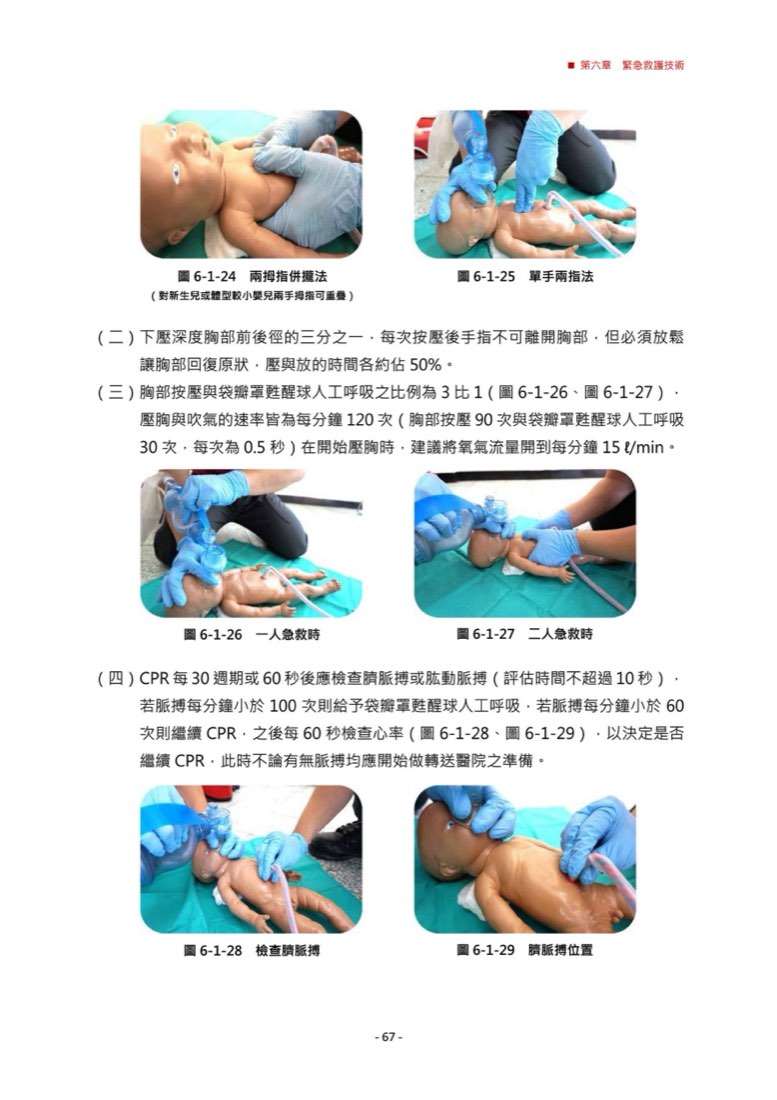 ■ 第六章 緊急救護技術
圖 6-1-24 兩拇指併攏法
（對新生兒或體型較小嬰兒兩手拇指可重疊）
圖 6-1-25 單手兩指法
（二）下壓深度胸部前後徑的三分之一，每次按壓後手指不可離開胸部，但必須放鬆
讓胸部回復原狀，壓與放的時間各約佔 50%。
（三）胸部按壓與袋瓣罩甦醒球人工呼吸之比例為 3 比 1（圖 6-1-26、圖 6-1-27），
壓胸與吹氣的速率皆為每分鐘 120 次（胸部按壓 90 次與袋瓣罩甦醒球人工呼吸
30 次，每次為 0.5 秒）在開始壓胸時，建議將氧氣流量開到每分鐘 15 ℓ/min。
圖 6-1-26 一人急救時
圖 6-1-27 二人急救時
（四）CPR 每 30 週期或 60 秒後應檢查臍脈搏或肱動脈搏（評估時間不超過 10 秒），
若脈搏每分鐘小於 100 次則給予袋瓣罩甦醒球人工呼吸，若脈搏每分鐘小於 60
次則繼續 CPR，之後每 60 秒檢查心率（圖 6-1-28、圖 6-1-29），以決定是否
繼續 CPR，此時不論有無脈搏均應開始做轉送醫院之準備。
圖 6-1-28 檢查臍脈搏
圖 6-1-29 臍脈搏位置
- 67 -